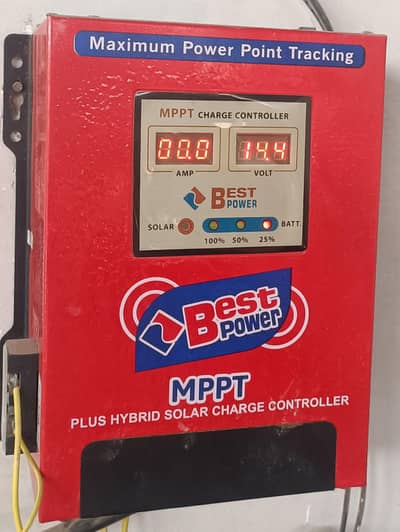 Maximum Power Point Tracking
MPPT CHARGE CONTROLLER
00.0 14.4
AMP VOLT
BEST
POWER
SOLAR BATT.
100% 50% 25%
Best
Power
MPPT
PLUS HYBRID SOLAR CHARGE CONTROLLER